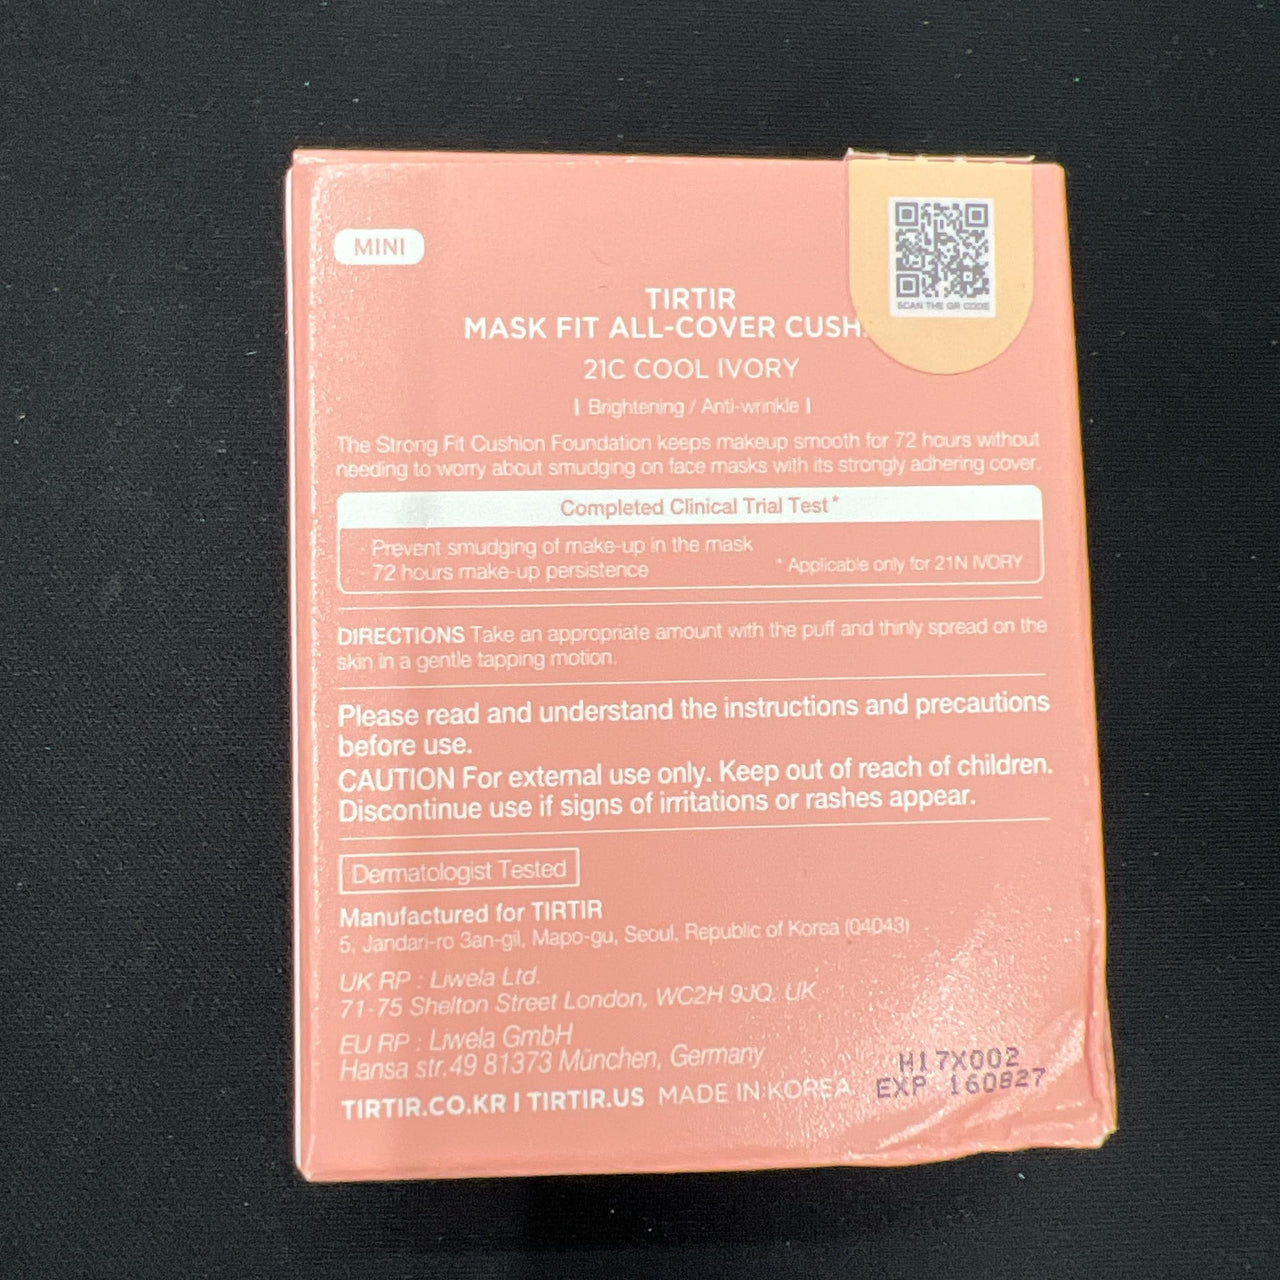 MINI
SCAN THE QR CODE
TIRTIR
MASK FIT ALL-COVER CUSH
21C COOL IVORY
| Brightening / Anti-wrinkle |
The Strong Fit Cushion Foundation keeps makeup smooth for 72 hours without
needing to worry about smudging on face masks with its strongly adhering cover.
Completed Clinical Trial Test*
· Prevent smudging of make-up in the mask
· 72 hours make-up persistence
* Applicable only for 21N IVORY
DIRECTIONS Take an appropriate amount with the puff and thinly spread on the
skin in a gentle tapping motion.
Please read and understand the instructions and precautions
before use.
CAUTION For external use only. Keep out of reach of children.
Discontinue use if signs of irritations or rashes appear.
Dermatologist Tested
Manufactured for TIRTIR
5, Jandari-ro 3an-gil, Mapo-gu, Seoul, Republic of Korea (04043)
UK RP : Liwela Ltd.
71-75 Shelton Street London, WC2H 9JQ. UK
EU RP : Liwela GmbH
Hansa str.49 81373 München, Germany
TIRTIR.CO.KR | TIRTIR.US MADE IN KOREA
H17X002
EXP 160827